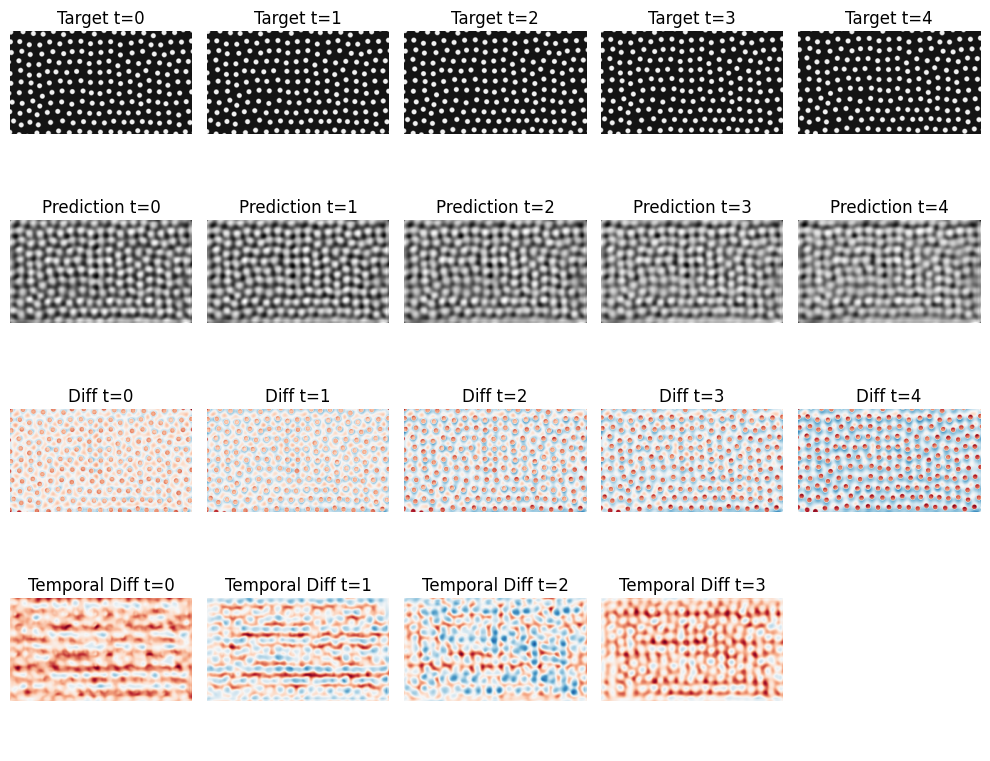 Target t=0 Target t=1 Target t=2 Target t=3 Target t=4
Prediction t=0 Prediction t=1 Prediction t=2 Prediction t=3 Prediction t=4
Diff t=0 Diff t=1 Diff t=2 Diff t=3 Diff t=4
Temporal Diff t=0 Temporal Diff t=1 Temporal Diff t=2 Temporal Diff t=3